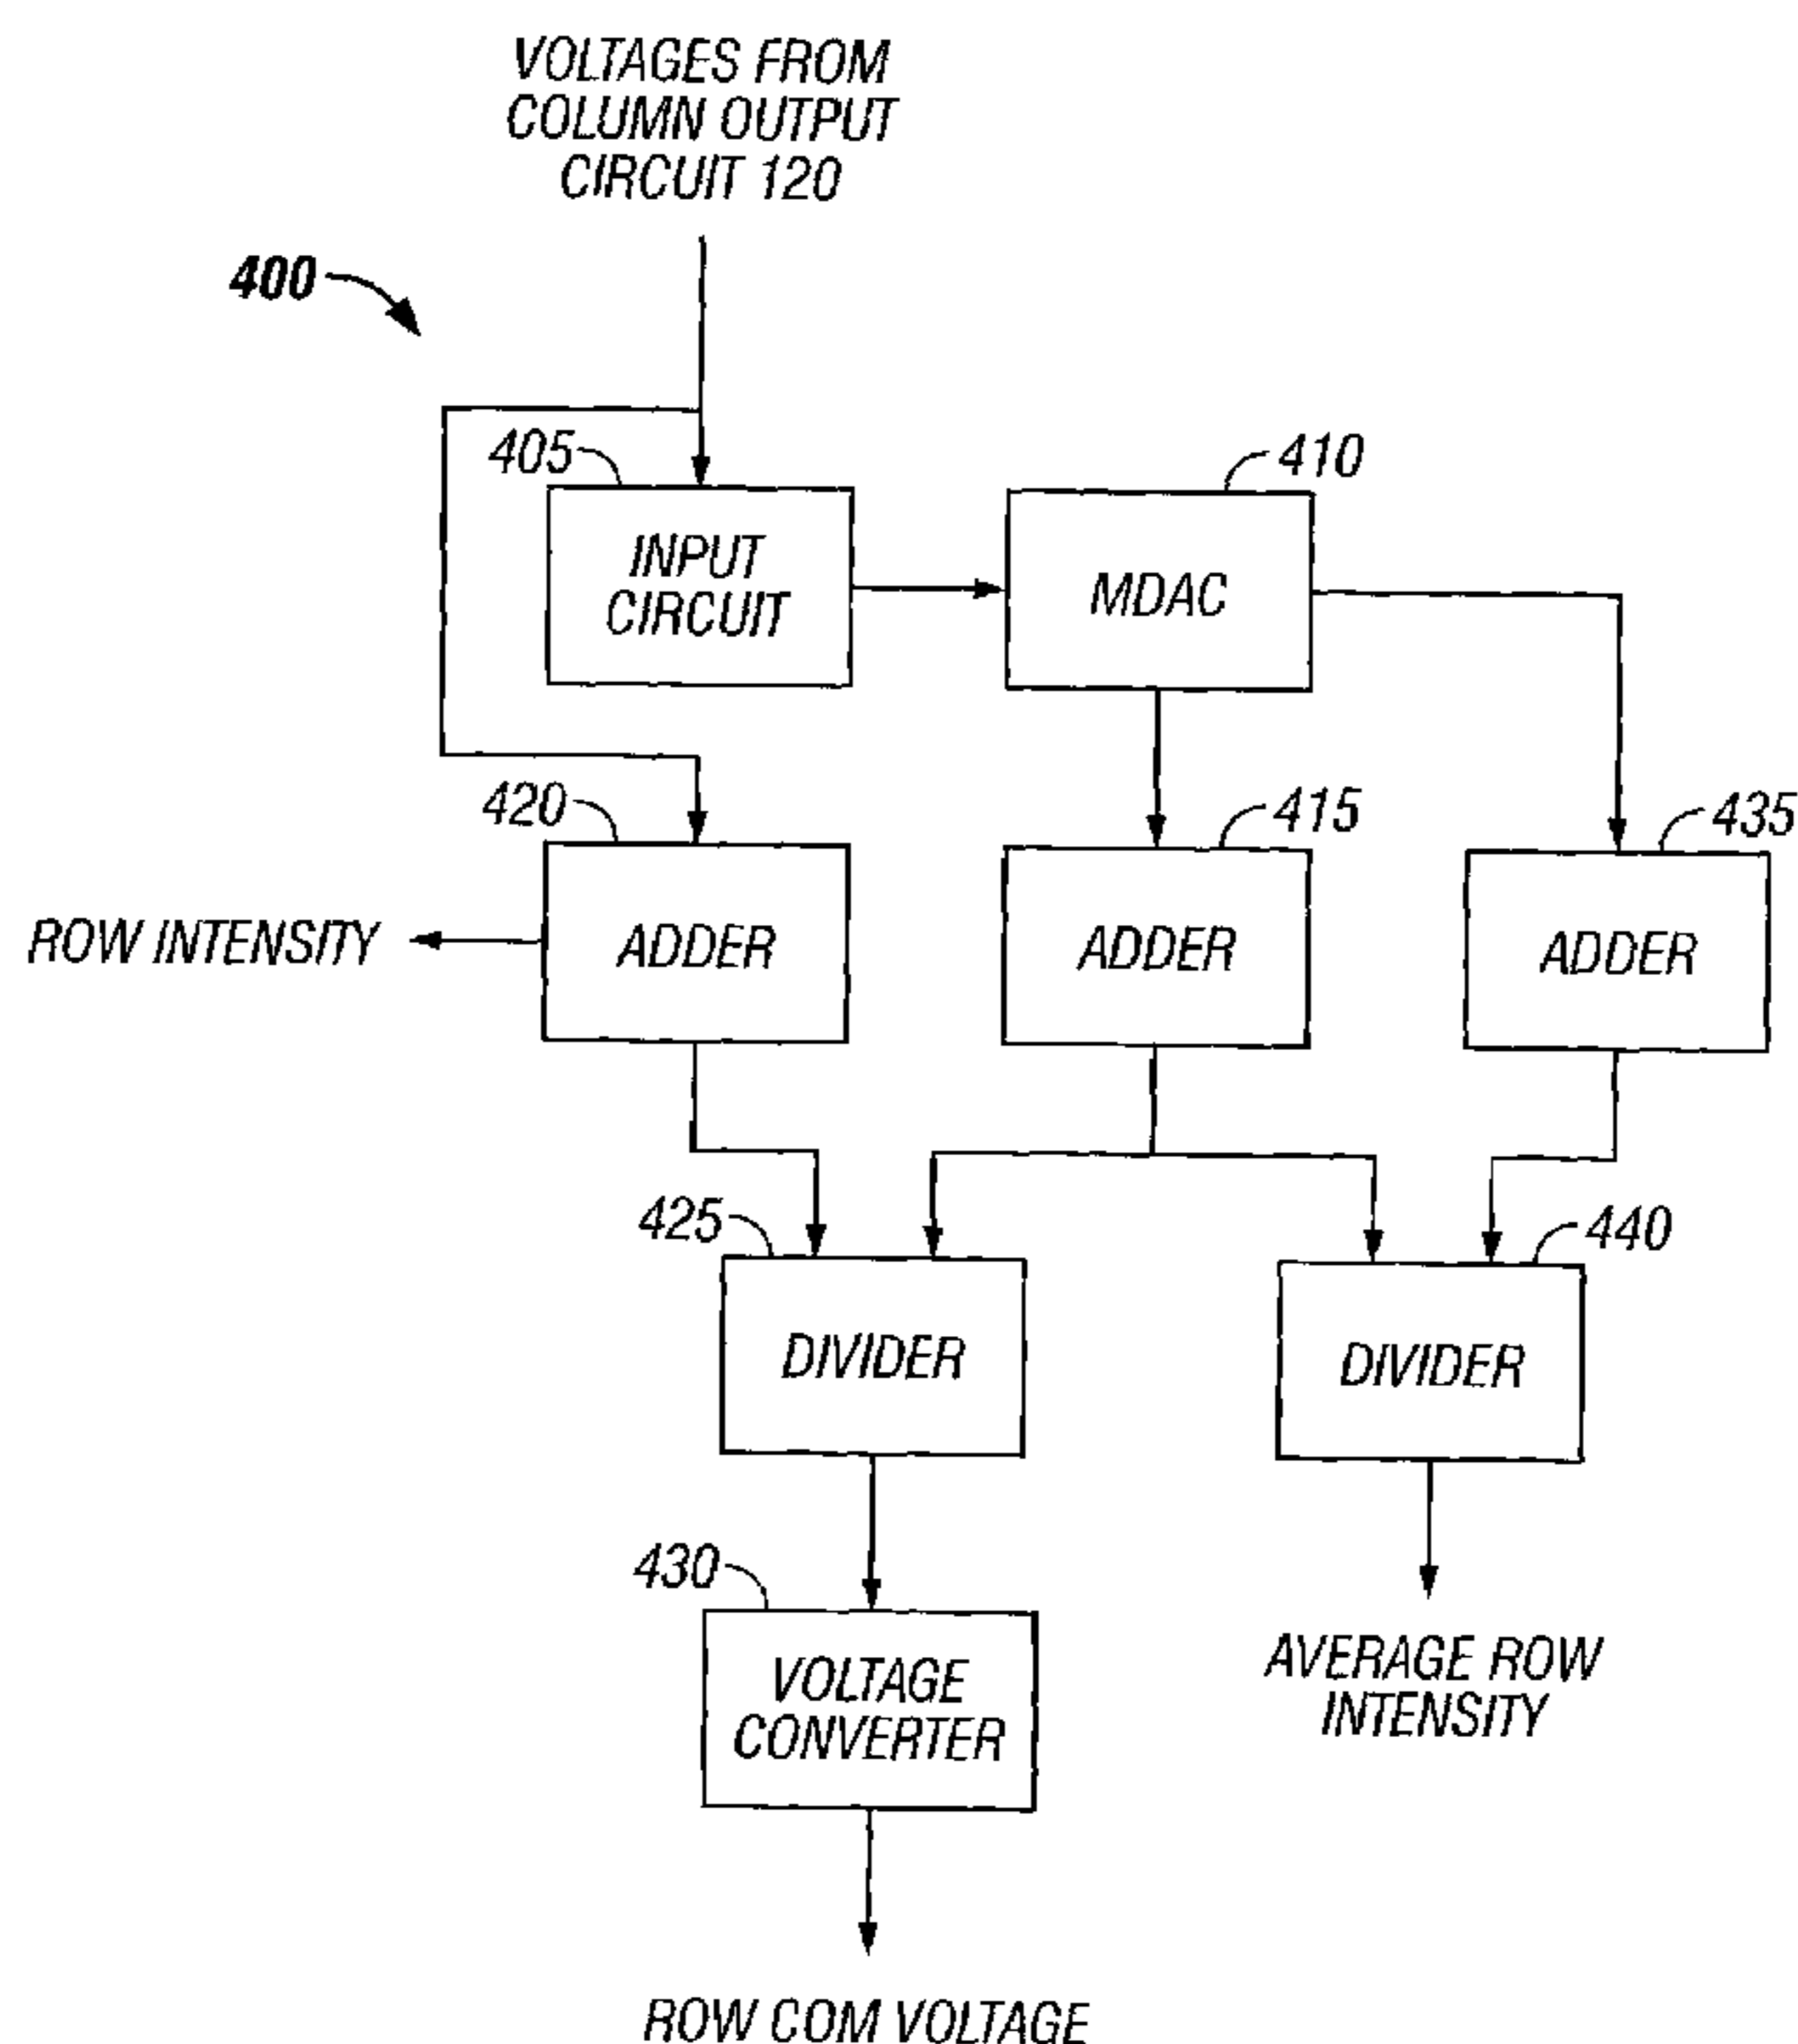 VOLTAGES FROM
COLUMN OUTPUT
CIRCUIT 120
400
405
410
INPUT
CIRCUIT
MDAC
420
415
435
ROW INTENSITY
ADDER
ADDER
ADDER
425
440
DIVIDER
DIVIDER
430
VOLTAGE
CONVERTER
AVERAGE ROW
INTENSITY
ROW COM VOLTAGE